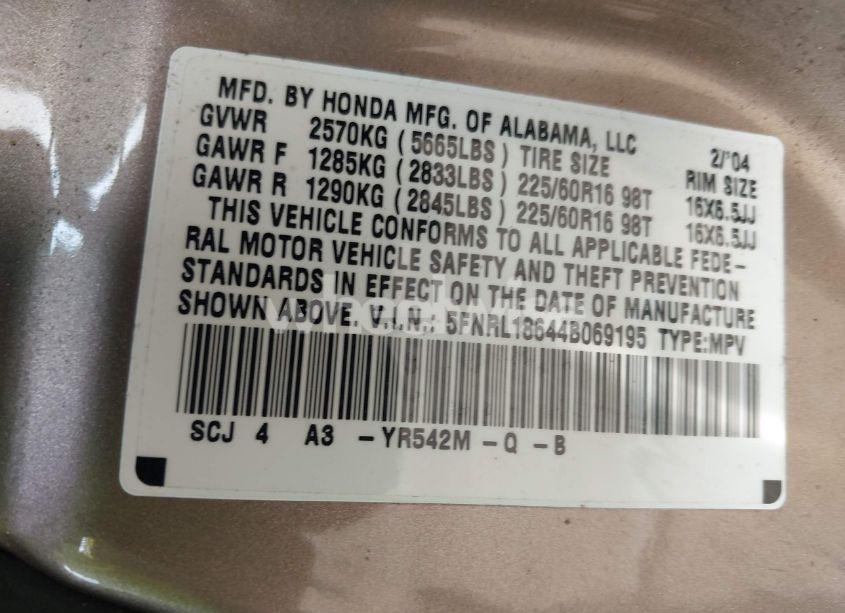 MFD. BY HONDA MFG. OF ALABAMA, LLC 2/'04
GVWR 2570KG (5665LBS) TIRE SIZE RIM SIZE
GAWR F 1285KG (2833LBS) 225/60R16 98T 16X6.5JJ
GAWR R 1290KG (2845LBS) 225/60R16 98T 16X6.5JJ
THIS VEHICLE CONFORMS TO ALL APPLICABLE FEDE-
RAL MOTOR VEHICLE SAFETY AND THEFT PREVENTION
STANDARDS IN EFFECT ON THE DATE OF MANUFACTURE
SHOWN ABOVE. V.I.N.: 5FNRL18644B069195 TYPE:MPV
SCJ 4 A3 -YR542M -Q -B